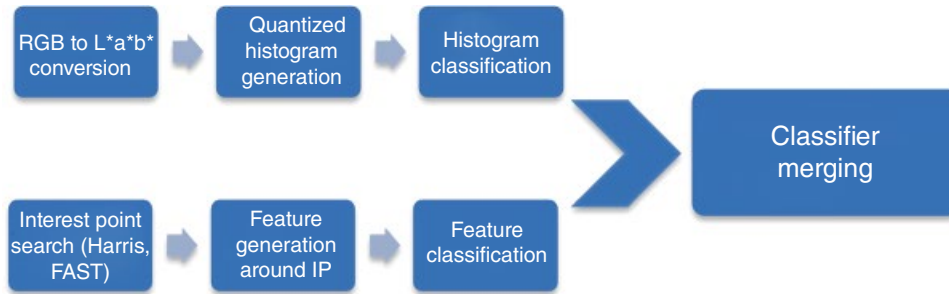 RGB to L*a*b*
conversion
Quantized
histogram
generation
Histogram
classification
Classifier
merging
Interest point
search (Harris,
FAST)
Feature
generation
around IP
Feature
classification